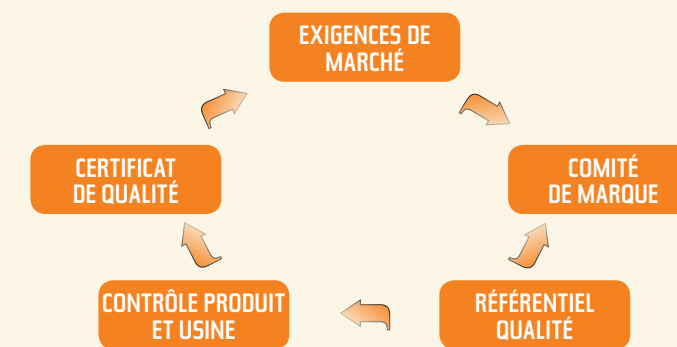 EXIGENCES DE
MARCHÉ
COMITÉ
DE MARQUE
RÉFÉRENTIEL
QUALITÉ
CONTRÔLE PRODUIT
ET USINE
CERTIFICAT
DE QUALITÉ